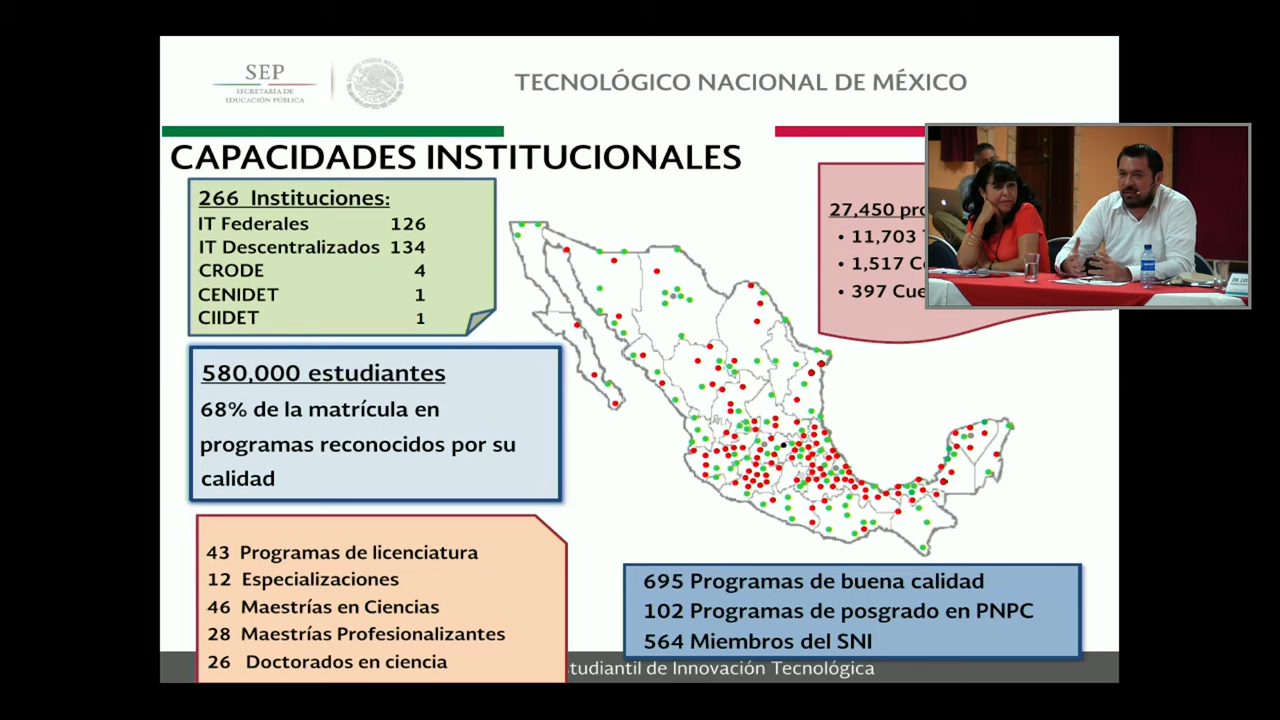 SEP
SECRETARÍA DE
EDUCACIÓN PÚBLICA
TECNOLÓGICO NACIONAL DE MÉXICO
CAPACIDADES INSTITUCIONALES
266 Instituciones:
IT Federales 126
IT Descentralizados 134
CRODE 4
CENIDET 1
CIIDET 1
27,450
• 11,703
• 1,517
• 397
580,000 estudiantes
68% de la matrícula en
programas reconocidos por su
calidad
43 Programas de licenciatura
12 Especializaciones
46 Maestrías en Ciencias
28 Maestrías Profesionalizantes
26 Doctorados en ciencia
695 Programas de buena calidad
102 Programas de posgrado en PNPC
564 Miembros del SNI
studiantil de Innovación Tecnológica